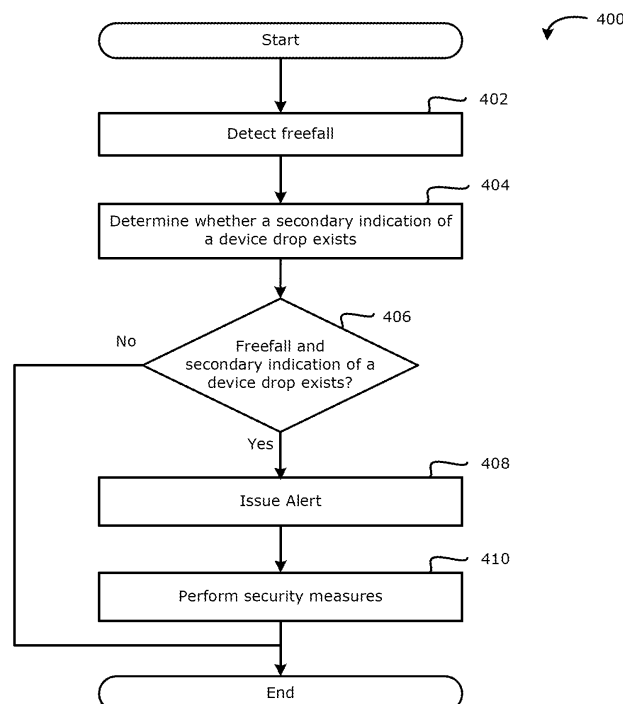 400
Start
402
Detect freefall
404
Determine whether a secondary indication of
a device drop exists
406
No
Freefall and
secondary indication of a
device drop exists?
Yes
408
Issue Alert
410
Perform security measures
End